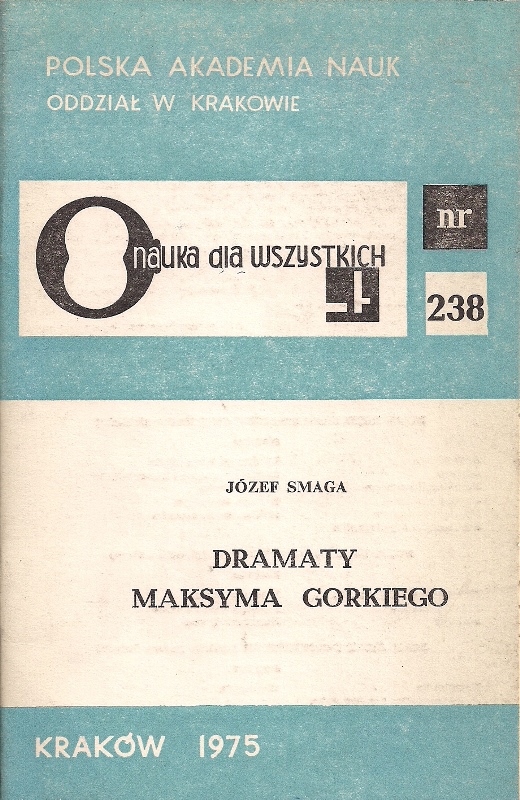 POLSKA AKADEMIA NAUK
ODDZIAŁ W KRAKOWIE
nauka dla wszystkich
nr
238
JÓZEF SMAGA
DRAMATY
MAKSYMA GORKIEGO
KRAKÓW 1975